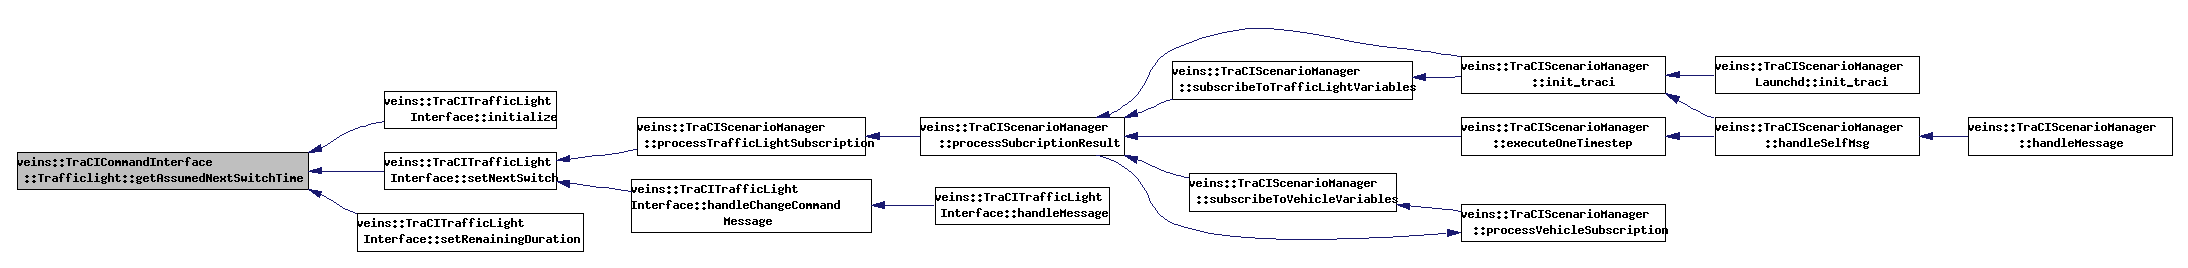 veins::TraCICommandInterface
::Trafficlight::getAssumedNextSwitchTime
veins::TraCITrafficLight
Interface::initialize
veins::TraCITrafficLight
Interface::setNextSwitch
veins::TraCITrafficLight
Interface::setRemainingDuration
veins::TraCIScenarioManager
::processTrafficLightSubscription
veins::TraCITrafficLight
Interface::handleChangeCommand
Message
veins::TraCIScenarioManager
::processSubcriptionResult
veins::TraCITrafficLight
Interface::handleMessage
veins::TraCIScenarioManager
::subscribeToTrafficLightVariables
veins::TraCIScenarioManager
::subscribeToVehicleVariables
veins::TraCIScenarioManager
::init_traci
veins::TraCIScenarioManager
::executeOneTimestep
veins::TraCIScenarioManager
::processVehicleSubscription
veins::TraCIScenarioManager
Launchd::init_traci
veins::TraCIScenarioManager
::handleSelfMsg
veins::TraCIScenarioManager
::handleMessage